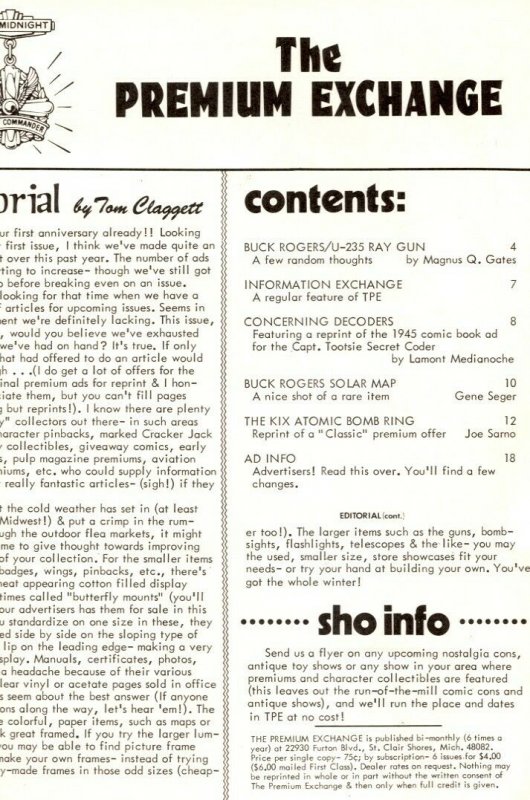 MIDNIGHT
COMMANDER
The
PREMIUM EXCHANGE
orial by Tom Claggett
ur first anniversary already!! Looking
first issue, I think we've made quite an
t over this past year. The number of ads
ting to increase- though we've still got
o before breaking even on an issue.
looking for that time when we have a
f articles for upcoming issues. Seems in
ent we're definitely lacking. This issue,
, would you believe we've exhausted
we've had on hand? It's true. If only
hat had offered to do an article would
gh . . .(I do get a lot of offers for the
inal premium ads for reprint & I hon-
ciate them, but you can't fill pages
g but reprints!). I know there are plenty
y" collectors out there- in such areas
aracter pinbacks, marked Cracker Jack
y collectibles, giveaway comics, early
s, pulp magazine premiums, aviation
niums, etc. who could supply information
really fantastic articles- (sigh!) if they
t the cold weather has set in (at least
Midwest!) & put a crimp in the rum-
ugh the outdoor flea markets, it might
me to give thought towards improving
of your collection. For the smaller items
badges, wings, pinbacks, etc., there's
neat appearing cotton filled display
times called "butterfly mounts" (you'll
our advertisers has them for sale in this
u standardize on one size in these, they
ed side by side on the sloping type of
lip on the leading edge- making a very
splay. Manuals, certificates, photos,
a headache because of their various
lear vinyl or acetate pages sold in office
s seem about the best answer (If anyone
ons along the way, let's hear 'em!). The
e colorful, paper items, such as maps or
k great framed. If you try the larger lum-
you may be able to find picture frame
make your own frames- instead of trying
y-made frames in those odd sizes (cheap-
contents:
BUCK ROGERS/U-235 RAY GUN 4
A few random thoughts by Magnus Q. Gates
INFORMATION EXCHANGE 7
A regular feature of TPE
CONCERNING DECODERS 8
Featuring a reprint of the 1945 comic book ad
for the Capt. Tootsie Secret Coder
by Lamont Medianoche
BUCK ROGERS SOLAR MAP 10
A nice shot of a rare item Gene Seger
THE KIX ATOMIC BOMB RING 12
Reprint of a "Classic" premium offer Joe Sarno
AD INFO 18
Advertisers! Read this over. You'll find a few
changes.
EDITORIAL (cont.)
er too!). The larger items such as the guns, bomb-
sights, flashlights, telescopes & the like- you may
the used, smaller size, store showcases fit your
needs- or try your hand at building your own. You've
got the whole winter!
........ sho info ........
Send us a flyer on any upcoming nostalgia cons,
antique toy shows or any show in your area where
premiums and character collectibles are featured
(this leaves out the run-of-the-mill comic cons and
antique shows), and we'll run the place and dates
in TPE at no cost!
THE PREMIUM EXCHANGE is published bi-monthly (6 times a
year) at 22930 Furton Blvd., St. Clair Shores, Mich. 48082.
Price per single copy- 75¢; by subscription- 6 issues for $4.00
($6.00 mailed First Class). Dealer rates on request. Nothing may
be reprinted in whole or in part without the written consent of
The Premium Exchange & then only when full credit is given.